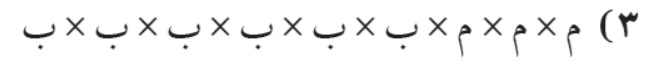 ٣) م × م × م × ب × ب × ب × ب × ب × ب